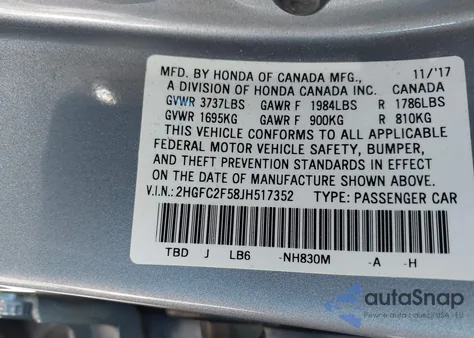 MFD. BY HONDA OF CANADA MFG., 11/'17
A DIVISION OF HONDA CANADA INC. CANADA
GVWR 3737LBS GAWR F 1984LBS R 1786LBS
GVWR 1695KG GAWR F 900KG R 810KG
THIS VEHICLE CONFORMS TO ALL APPLICABLE
FEDERAL MOTOR VEHICLE SAFETY, BUMPER,
AND THEFT PREVENTION STANDARDS IN EFFECT
ON THE DATE OF MANUFACTURE SHOWN ABOVE.
V.I.N.: 2HGFC2F58JH517352 TYPE: PASSENGER CAR
TBD J LB6 -NH830M -A -H
autoSnap